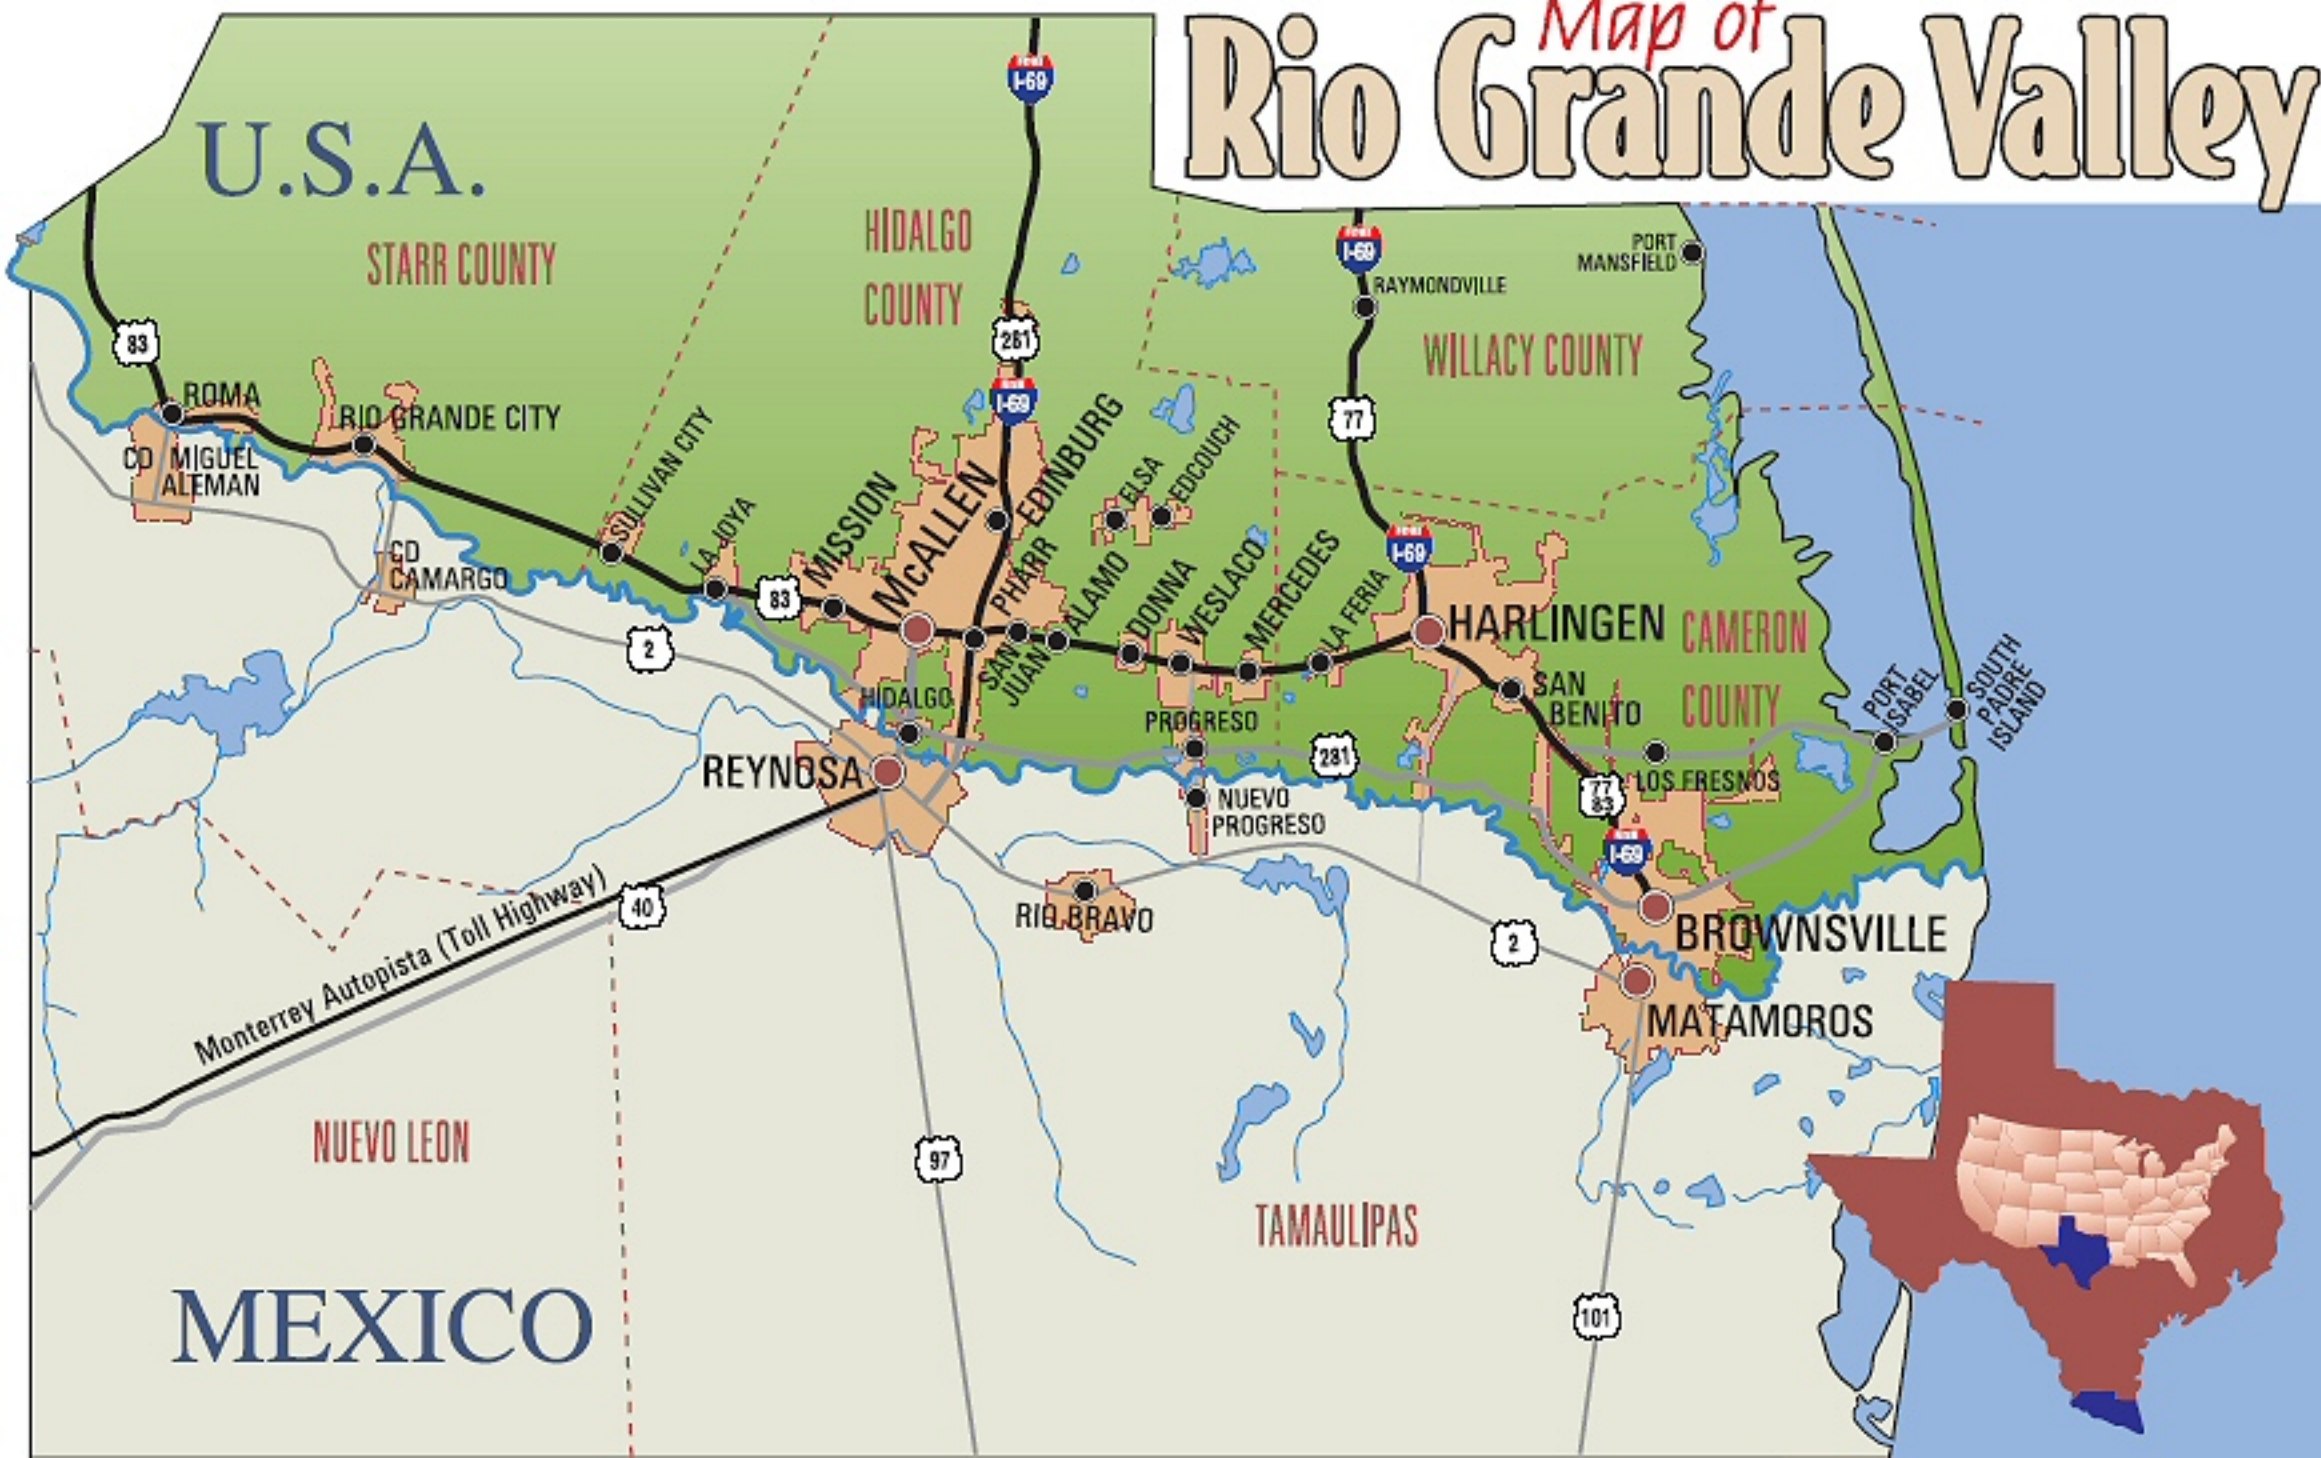 Map of
Rio Grande Valley
U.S.A.
I-69
STARR COUNTY
HIDALGO
COUNTY
I-69
PORT
MANSFIELD
RAYMONDVILLE
WILLACY COUNTY
83
281
I-69
77
ROMA
RIO GRANDE CITY
CD MIGUEL
ALEMAN
SULLIVAN CITY
LA JOYA
MISSION
McALLEN
EDINBURG
ELSA
EDCOUCH
I-69
CD
CAMARGO
83
PHARR
SAN
JUAN
ALAMO
DONNA
WESLACO
MERCEDES
LA FERIA
HARLINGEN
CAMERON
COUNTY
2
HIDALGO
SAN
BENITO
PORT
ISABEL
SOUTH
PADRE
ISLAND
PROGRESO
281
REYNOSA
LOS FRESNOS
77
83
NUEVO
PROGRESO
I-69
Monterrey Autopista (Toll Highway)
40
RIO BRAVO
2
BROWNSVILLE
MATAMOROS
NUEVO LEON
97
TAMAULIPAS
MEXICO
101